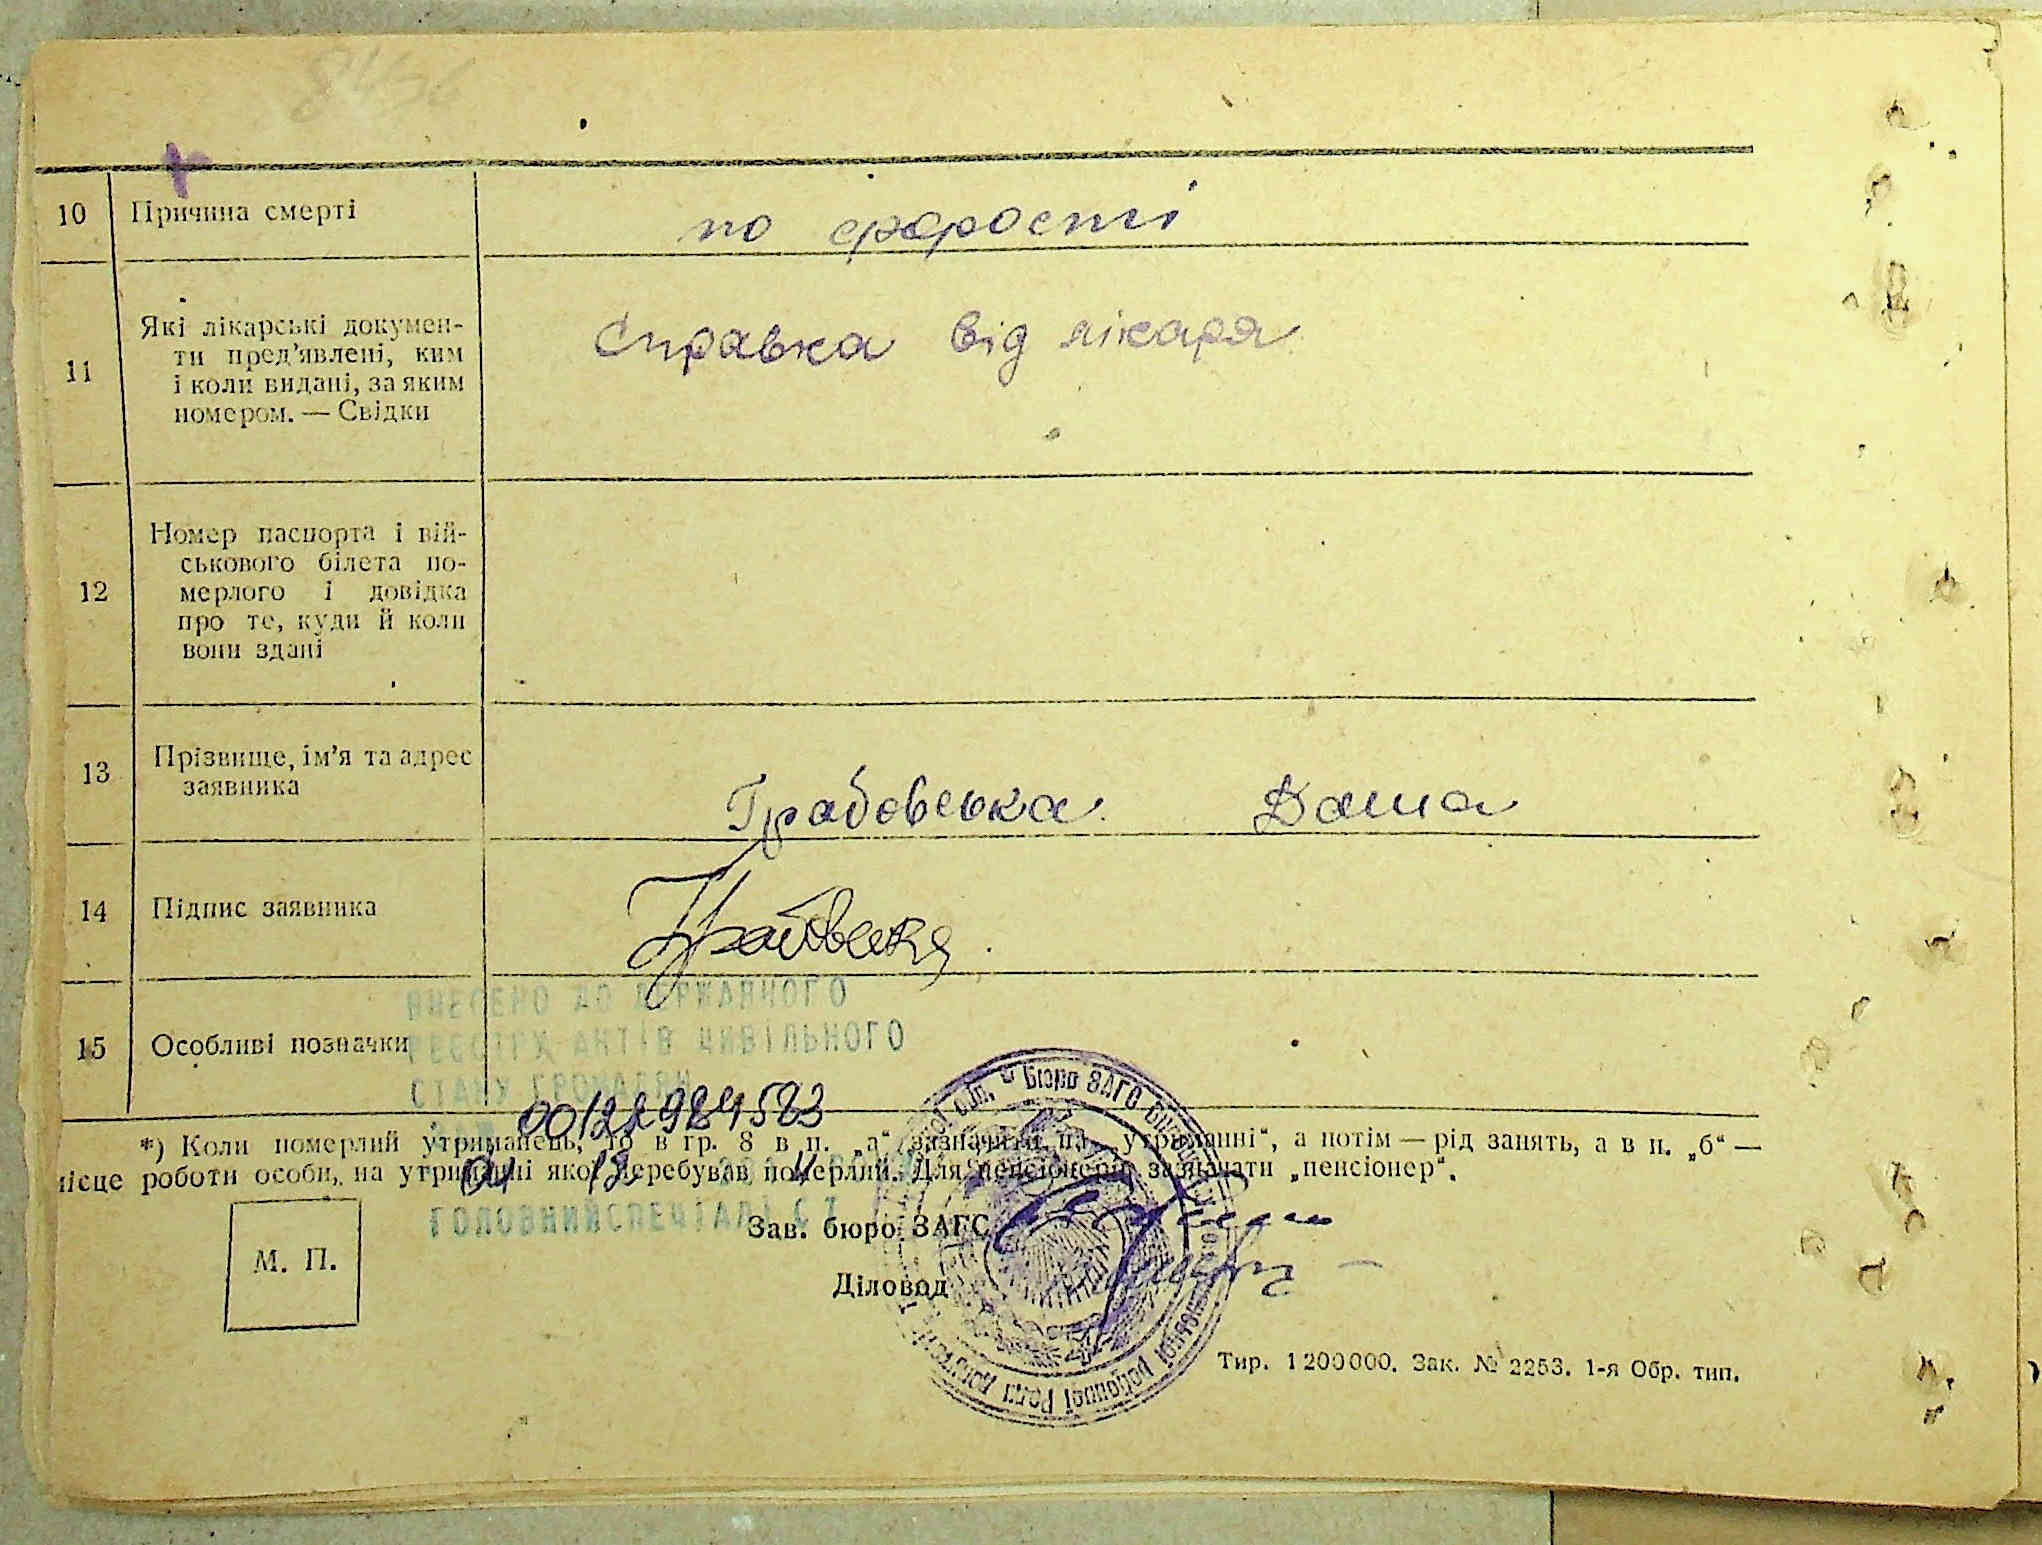 10 Причина смерті по старості
11 Які лікарські докумен-
ти пред'явлені, ким
і коли видані, за яким
номером. — Свідки
Справка від лікаря
12 Номер паспорта і вій-
ськового білета по-
мерлого і довідка
про те, куди й коли
вони здані
13 Прізвище, ім'я та адрес
заявника
Грабовська Даша
14 Підпис заявника Грабовська
15 Особливі позначки
ВНЕСЕНО ДО ДЕРЖАВНОГО
РЕЄСТРУ АКТІВ ЦИВІЛЬНОГО
СТАНУ ГРОМАДЯН
00122984583
*) Коли померлий утриманець, то в гр. 8 в п. „а“ зазначити „на утриманні“, а потім — рід занять, а в п. „б“ —
місце роботи особи, на утриманні якої перебував померлий. Для пенсіонерів зазначати „пенсіонер“.
ГОЛОВНИЙ СПЕЦІАЛІСТ
Зав. бюро ЗАГС
М. П.
Діловод
Бюро ЗАГС
районної Ради
Тир. 1200000. Зак. № 2253. 1-я Обр. тип.